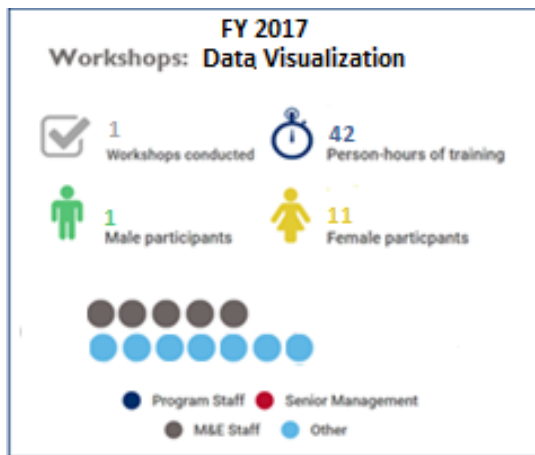 FY 2017
Workshops: Data Visualization
1
Workshops conducted
42
Person-hours of training
1
Male participants
11
Female particpants
Program Staff
Senior Management
M&E Staff
Other